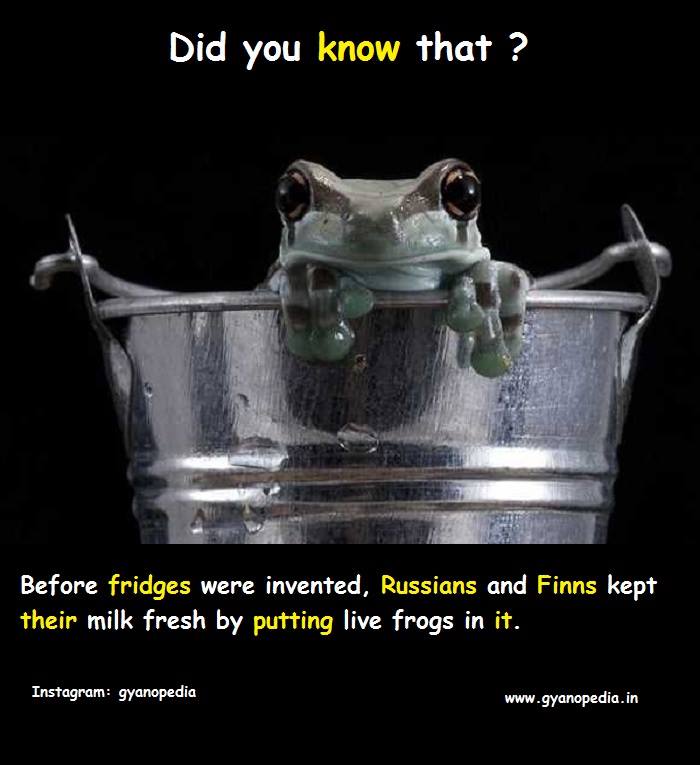 Did you know that ?
Before fridges were invented, Russians and Finns kept
their milk fresh by putting live frogs in it.
Instagram: gyanopedia
www.gyanopedia.in